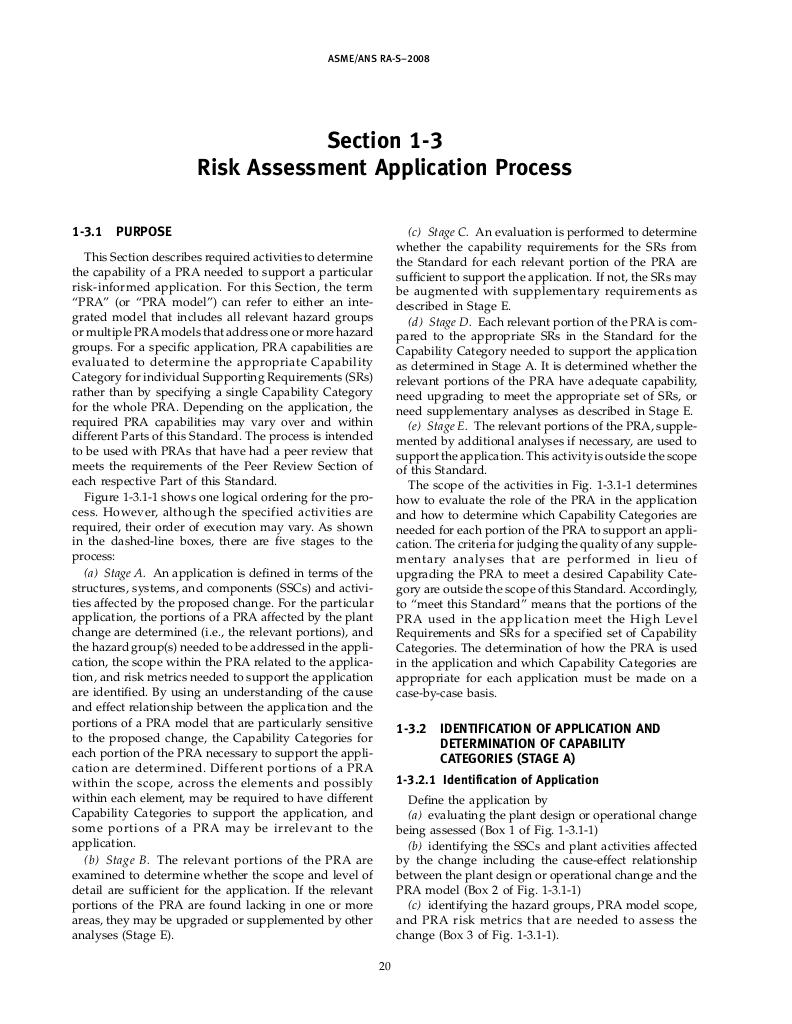 ASME/ANS RA-S–2008
Section 1-3
Risk Assessment Application Process
1-3.1 PURPOSE
This Section describes required activities to determine
the capability of a PRA needed to support a particular
risk-informed application. For this Section, the term
“PRA” (or “PRA model”) can refer to either an inte-
grated model that includes all relevant hazard groups
or multiple PRA models that address one or more hazard
groups. For a specific application, PRA capabilities are
evaluated to determine the appropriate Capability
Category for individual Supporting Requirements (SRs)
rather than by specifying a single Capability Category
for the whole PRA. Depending on the application, the
required PRA capabilities may vary over and within
different Parts of this Standard. The process is intended
to be used with PRAs that have had a peer review that
meets the requirements of the Peer Review Section of
each respective Part of this Standard.
Figure 1-3.1-1 shows one logical ordering for the pro-
cess. However, although the specified activities are
required, their order of execution may vary. As shown
in the dashed-line boxes, there are five stages to the
process:
(a) Stage A. An application is defined in terms of the
structures, systems, and components (SSCs) and activi-
ties affected by the proposed change. For the particular
application, the portions of a PRA affected by the plant
change are determined (i.e., the relevant portions), and
the hazard group(s) needed to be addressed in the appli-
cation, the scope within the PRA related to the applica-
tion, and risk metrics needed to support the application
are identified. By using an understanding of the cause
and effect relationship between the application and the
portions of a PRA model that are particularly sensitive
to the proposed change, the Capability Categories for
each portion of the PRA necessary to support the appli-
cation are determined. Different portions of a PRA
within the scope, across the elements and possibly
within each element, may be required to have different
Capability Categories to support the application, and
some portions of a PRA may be irrelevant to the
application.
(b) Stage B. The relevant portions of the PRA are
examined to determine whether the scope and level of
detail are sufficient for the application. If the relevant
portions of the PRA are found lacking in one or more
areas, they may be upgraded or supplemented by other
analyses (Stage E).
(c) Stage C. An evaluation is performed to determine
whether the capability requirements for the SRs from
the Standard for each relevant portion of the PRA are
sufficient to support the application. If not, the SRs may
be augmented with supplementary requirements as
described in Stage E.
(d) Stage D. Each relevant portion of the PRA is com-
pared to the appropriate SRs in the Standard for the
Capability Category needed to support the application
as determined in Stage A. It is determined whether the
relevant portions of the PRA have adequate capability,
need upgrading to meet the appropriate set of SRs, or
need supplementary analyses as described in Stage E.
(e) Stage E. The relevant portions of the PRA, supple-
mented by additional analyses if necessary, are used to
support the application. This activity is outside the scope
of this Standard.
The scope of the activities in Fig. 1-3.1-1 determines
how to evaluate the role of the PRA in the application
and how to determine which Capability Categories are
needed for each portion of the PRA to support an appli-
cation. The criteria for judging the quality of any supple-
mentary analyses that are performed in lieu of
upgrading the PRA to meet a desired Capability Cate-
gory are outside the scope of this Standard. Accordingly,
to “meet this Standard” means that the portions of the
PRA used in the application meet the High Level
Requirements and SRs for a specified set of Capability
Categories. The determination of how the PRA is used
in the application and which Capability Categories are
appropriate for each application must be made on a
case-by-case basis.
1-3.2 IDENTIFICATION OF APPLICATION AND
DETERMINATION OF CAPABILITY
CATEGORIES (STAGE A)
1-3.2.1 Identification of Application
Define the application by
(a) evaluating the plant design or operational change
being assessed (Box 1 of Fig. 1-3.1-1)
(b) identifying the SSCs and plant activities affected
by the change including the cause-effect relationship
between the plant design or operational change and the
PRA model (Box 2 of Fig. 1-3.1-1)
(c) identifying the hazard groups, PRA model scope,
and PRA risk metrics that are needed to assess the
change (Box 3 of Fig. 1-3.1-1).
20